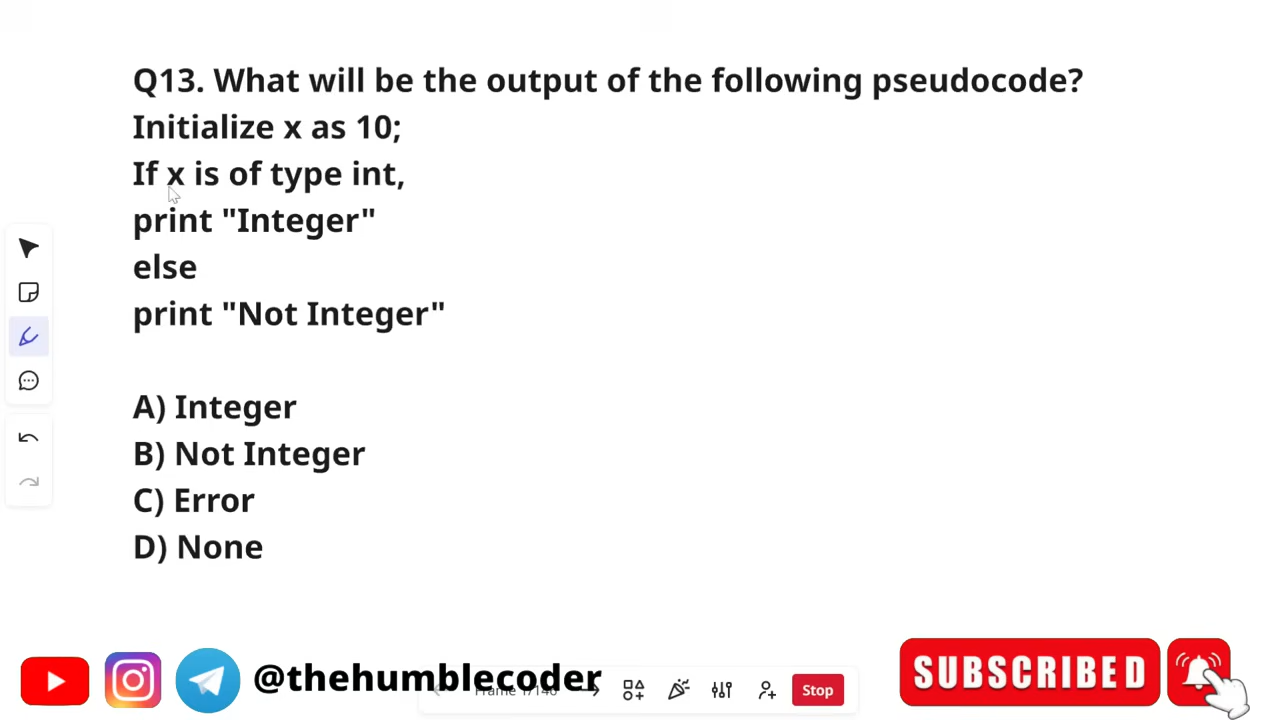 Q13. What will be the output of the following pseudocode?
Initialize x as 10;
If x is of type int,
print "Integer"
else
print "Not Integer"
A) Integer
B) Not Integer
C) Error
D) None
@thehumblecoder
Stop
SUBSCRIBED